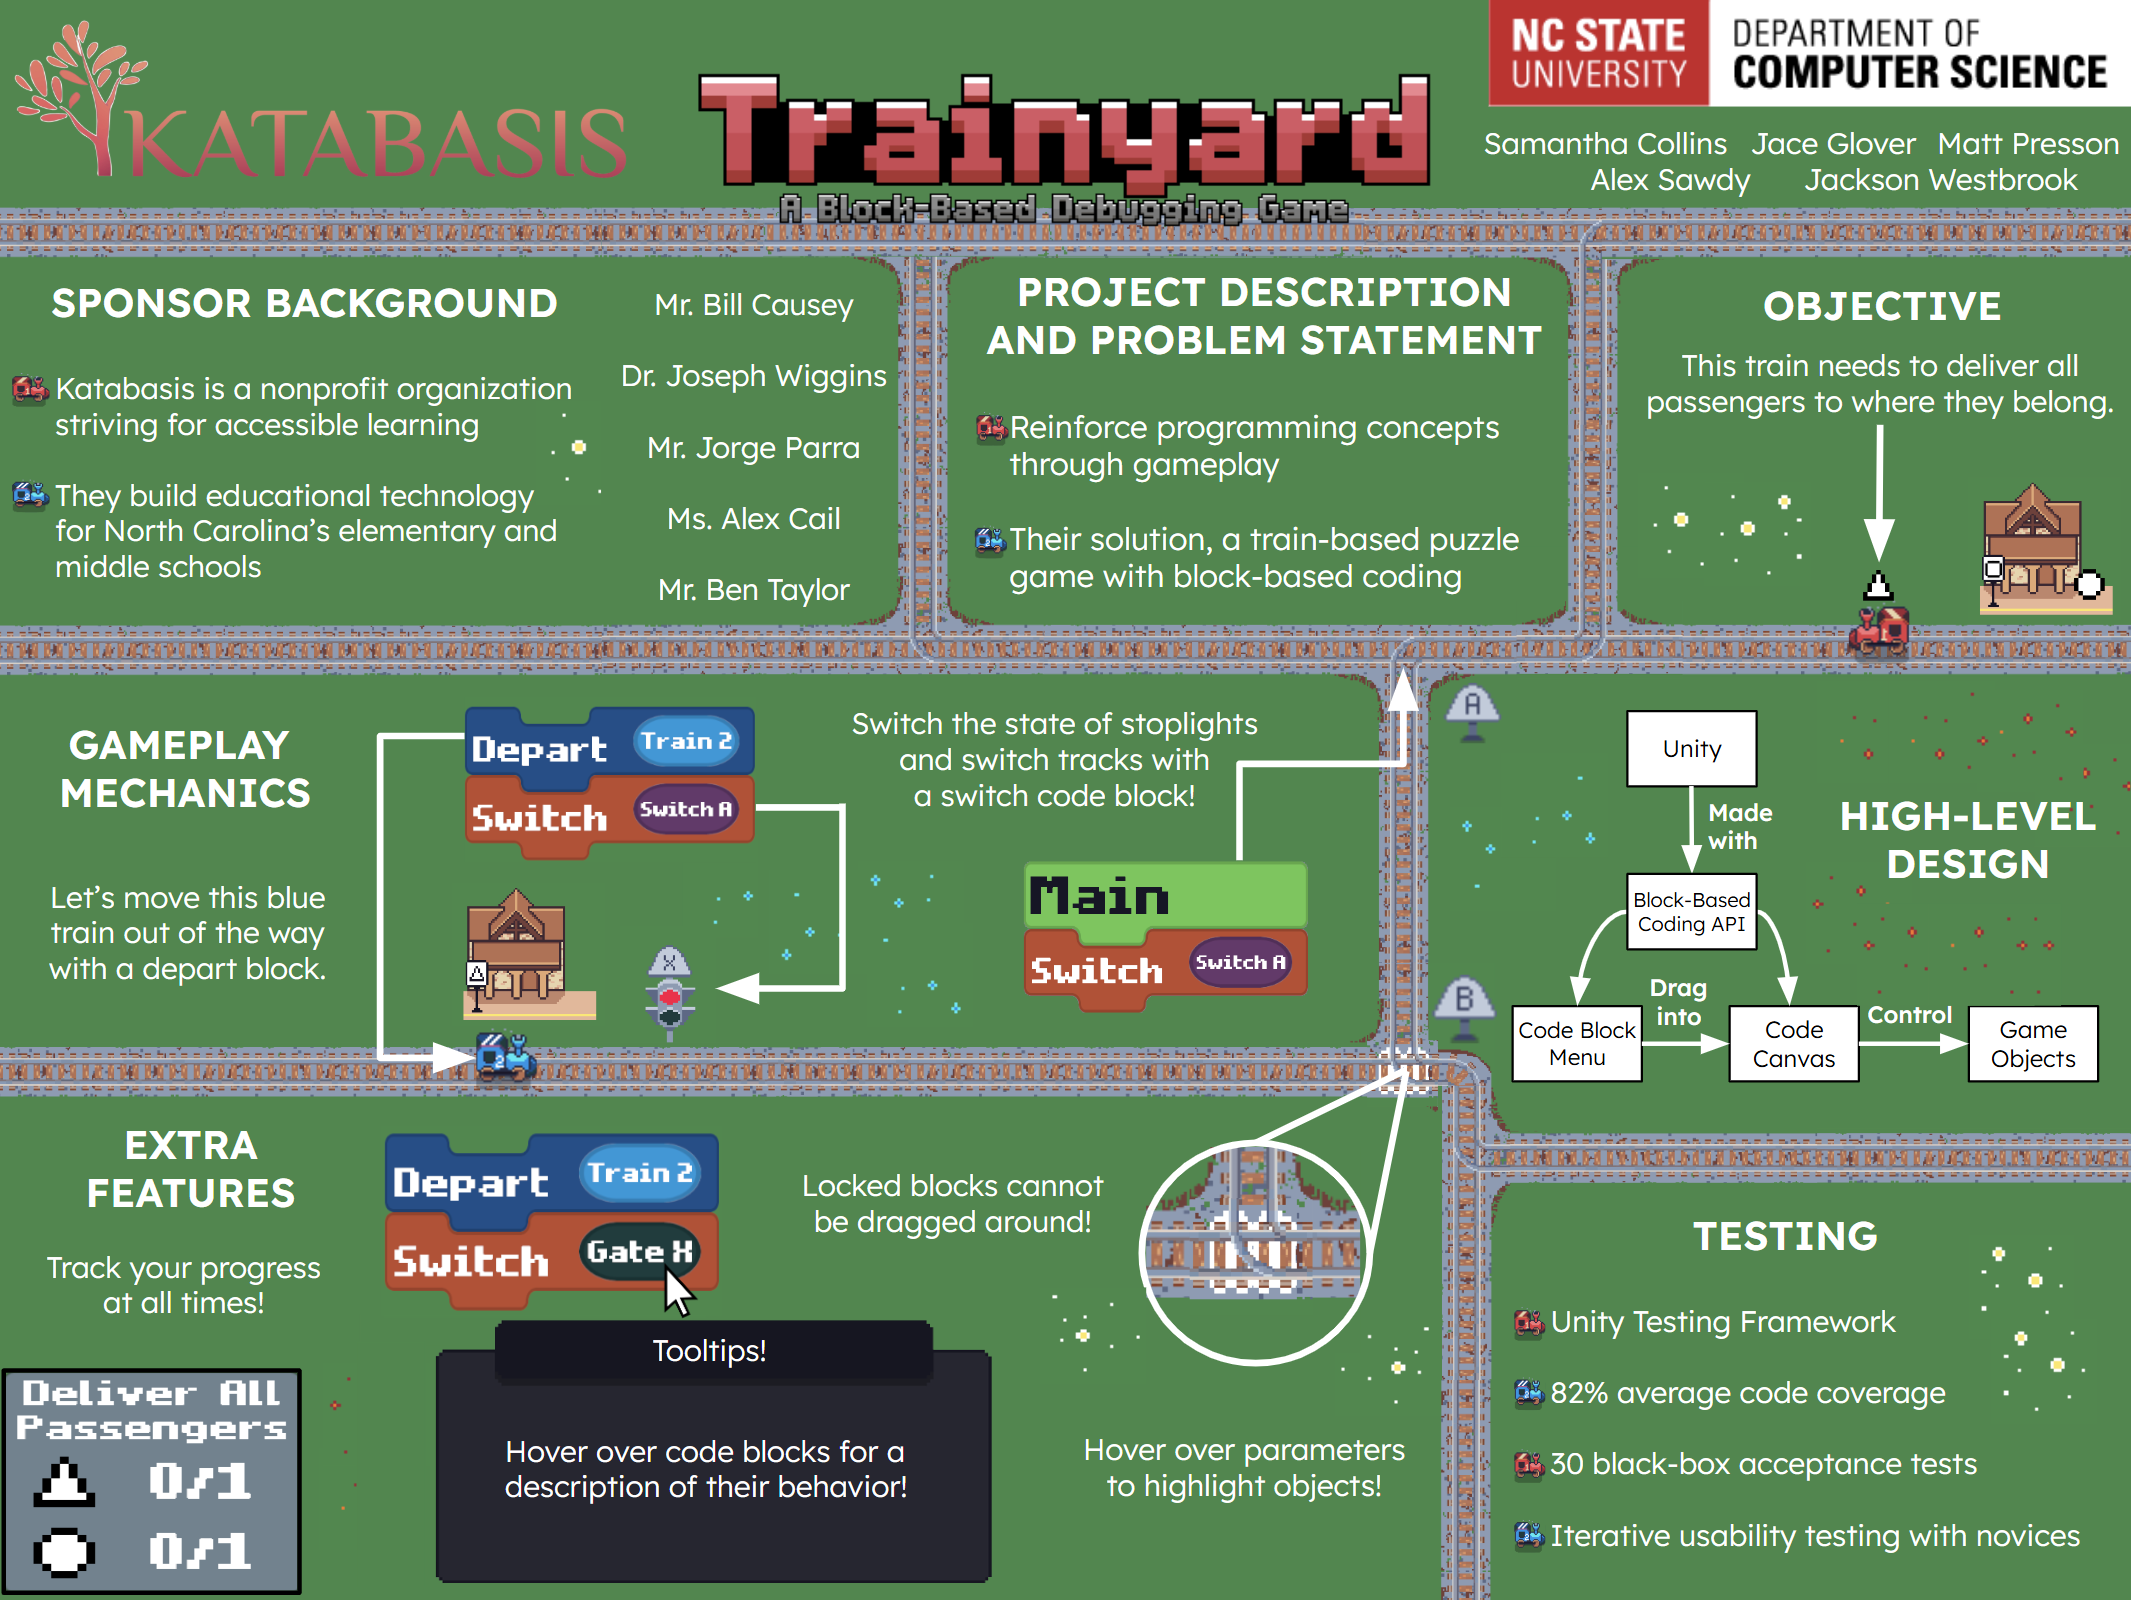 KATABASIS
Trainyard
A Block-Based Debugging Game
NC STATE
UNIVERSITY
DEPARTMENT OF
COMPUTER SCIENCE
Samantha Collins Jace Glover Matt Presson
Alex Sawdy Jackson Westbrook
SPONSOR BACKGROUND
Katabasis is a nonprofit organization
striving for accessible learning
They build educational technology
for North Carolina's elementary and
middle schools
Mr. Bill Causey
Dr. Joseph Wiggins
Mr. Jorge Parra
Ms. Alex Cail
Mr. Ben Taylor
PROJECT DESCRIPTION
AND PROBLEM STATEMENT
Reinforce programming concepts
through gameplay
Their solution, a train-based puzzle
game with block-based coding
OBJECTIVE
This train needs to deliver all
passengers to where they belong.
GAMEPLAY
MECHANICS
Let's move this blue
train out of the way
with a depart block.
Depart Train 2
Switch Switch A
X
2
Switch the state of stoplights
and switch tracks with
a switch code block!
Main
Switch Switch A
A
B
HIGH-LEVEL
DESIGN
Unity
Made
with
Block-Based
Coding API
Code Block
Menu
Drag
into
Code
Canvas
Control
Game
Objects
EXTRA
FEATURES
Track your progress
at all times!
Deliver All
Passengers
0/1
0/1
Depart Train 2
Switch Gate X
Tooltips!
Hover over code blocks for a
description of their behavior!
Locked blocks cannot
be dragged around!
Hover over parameters
to highlight objects!
TESTING
Unity Testing Framework
82% average code coverage
30 black-box acceptance tests
Iterative usability testing with novices